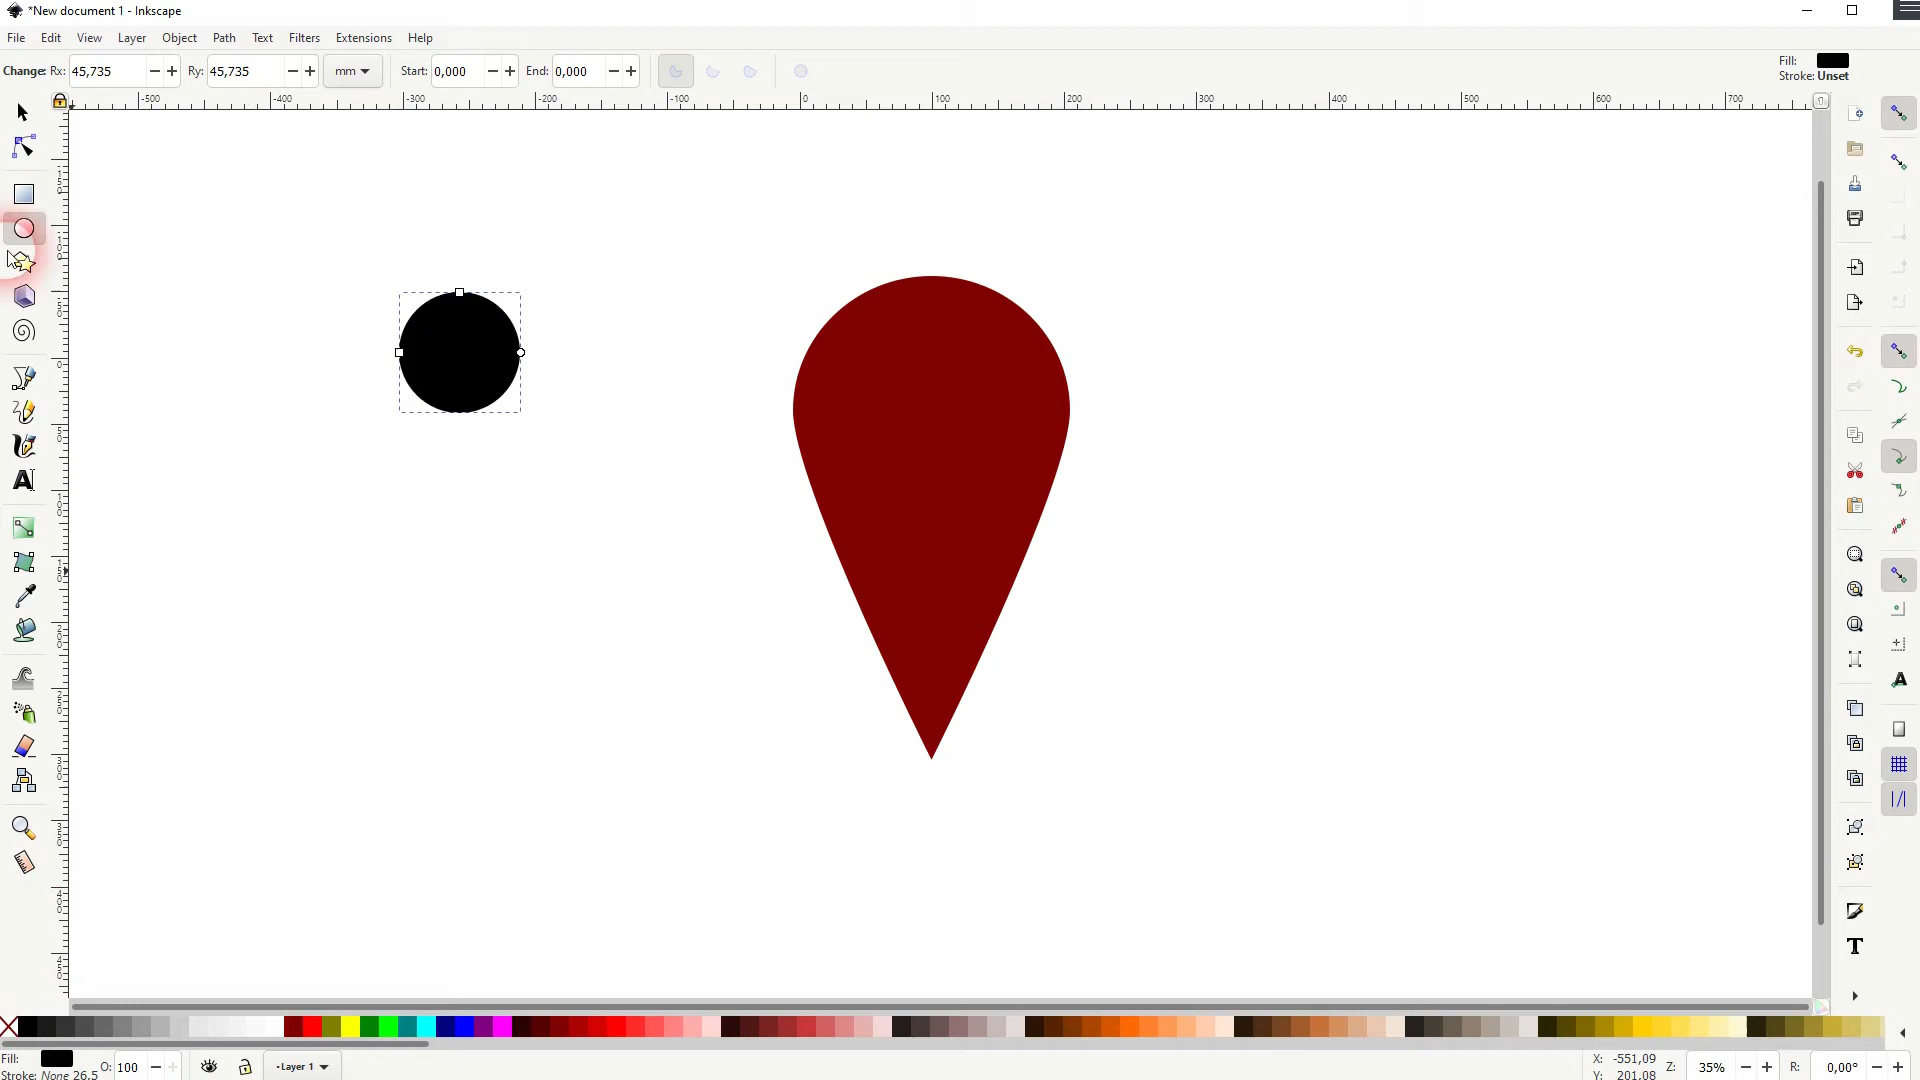 *New document 1 - Inkscape
File Edit View Layer Object Path Text Filters Extensions Help
Change: Rx: 45,735 Ry: 45,735 mm Start: 0,000 End: 0,000
Fill:
Stroke: Unset
-500 -400 -300 -200 -100 0 100 200 300 400 500 600 700
Fill:
Stroke: None 26,5
O: 100
Layer 1
X: -551,09
Y: 201,08
Z: 35%
R: 0,00°